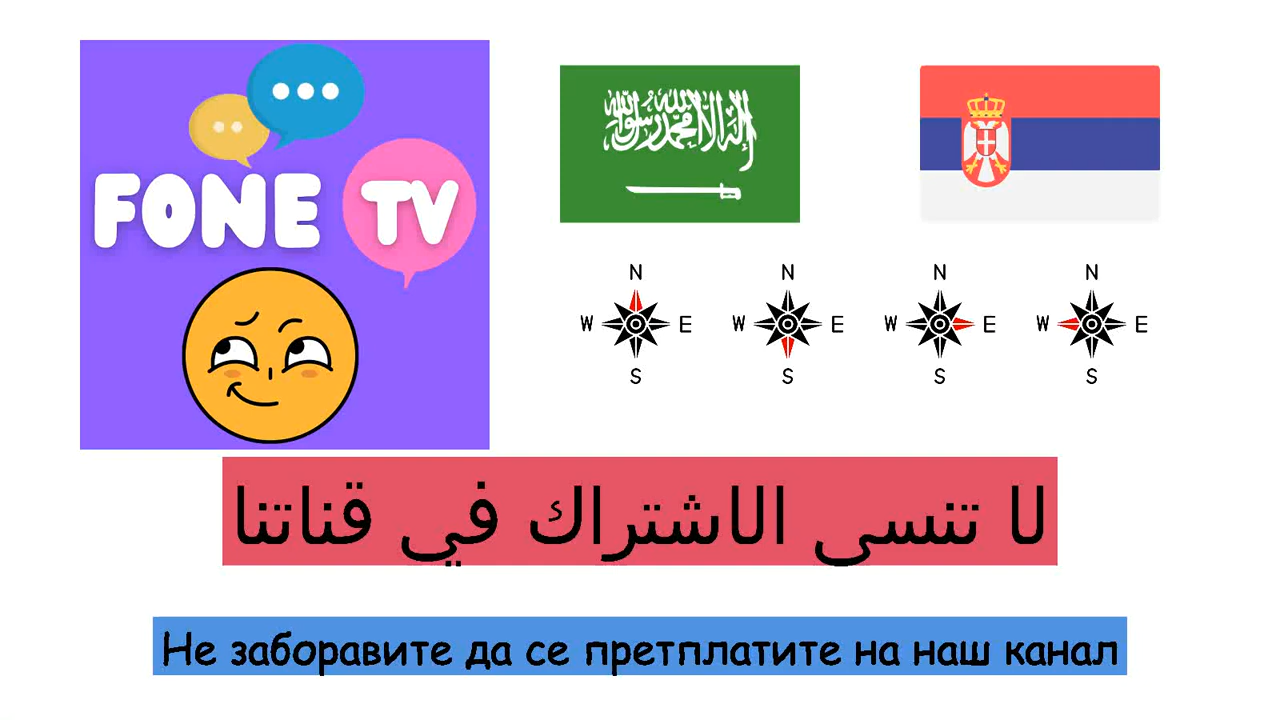 FONE TV
لا إله إلا الله محمد رسول الله
N N N N
W E W E W E W E
S S S S
لا تنسى الاشتراك في قناتنا
Не заборавите да се претплатите на наш канал